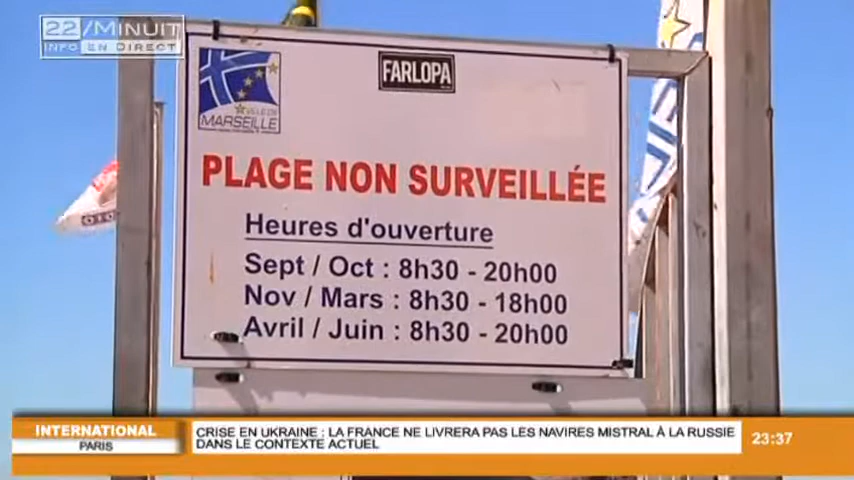 22/MINUIT
INFO EN DIRECT
FARLOPA
VILLE DE
MARSEILLE
PLAGE NON SURVEILLÉE
Heures d'ouverture
Sept / Oct : 8h30 - 20h00
Nov / Mars : 8h30 - 18h00
Avril / Juin : 8h30 - 20h00
INTERNATIONAL
PARIS
CRISE EN UKRAINE : LA FRANCE NE LIVRERA PAS LES NAVIRES MISTRAL À LA RUSSIE
DANS LE CONTEXTE ACTUEL
23:37